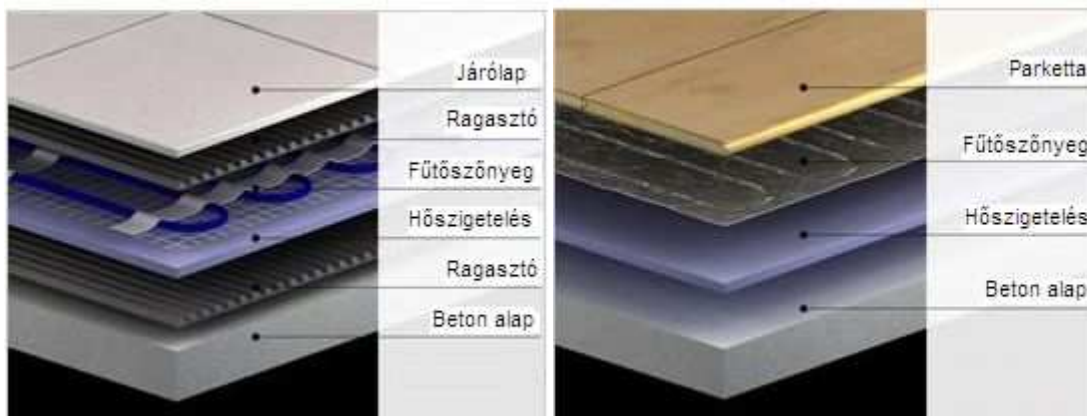 Járólap
Ragasztó
Fűtőszőnyeg
Hőszigetelés
Ragasztó
Beton alap
Parketta
Fűtőszőnyeg
Hőszigetelés
Beton alap